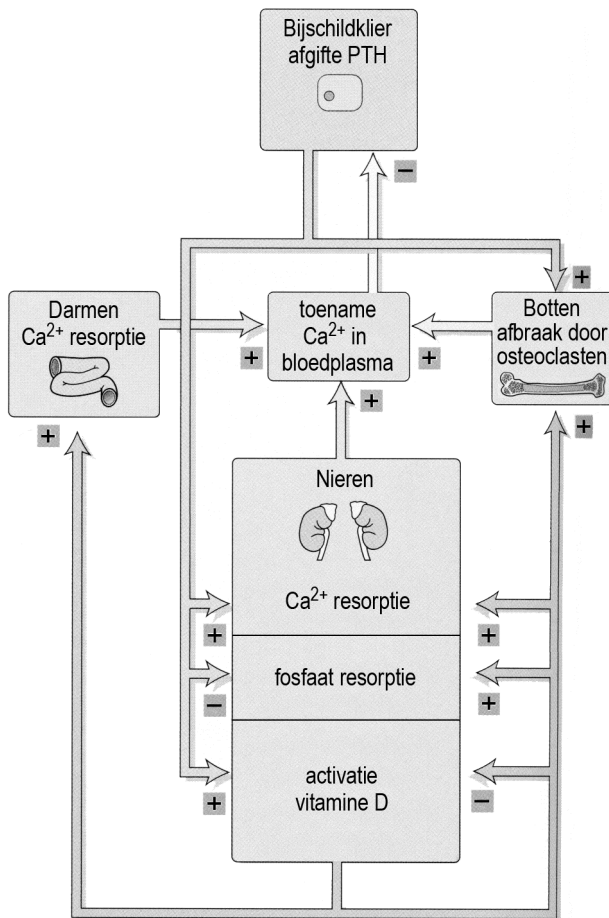 Bijschildklier
afgifte PTH
−
+
Darmen
Ca²⁺ resorptie
toename
Ca²⁺ in
bloedplasma
Botten
afbraak door
osteoclasten
+
+
+
+
+
Nieren
Ca²⁺ resorptie
+
+
fosfaat resorptie
−
+
activatie
vitamine D
+
−